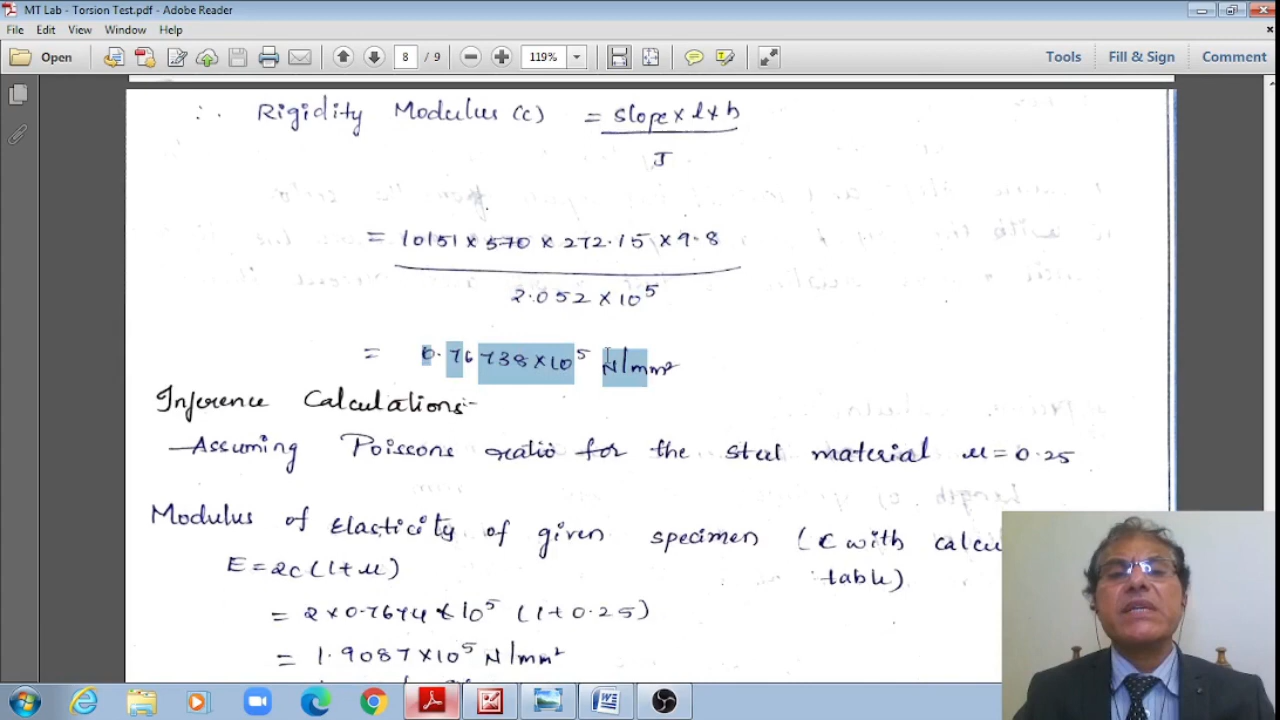 MT Lab - Torsion Test.pdf - Adobe Reader
File Edit View Window Help
Open 8 / 9 119% Tools Fill & Sign Comment
∴ Rigidity Modulus (c) = slope × l × h
J
= 10151 × 570 × 272.15 × 9.8
2.052 × 10⁵
= 0.76738 × 10⁵ N/mm²
Inference Calculations:-
Assuming Poissons ratio for the steel material μ = 0.25
Modulus of Elasticity of given specimen (c with calcu
table)
E = 2c (1+μ)
= 2 × 0.7674 × 10⁵ (1+0.25)
= 1.9087 × 10⁵ N/mm²